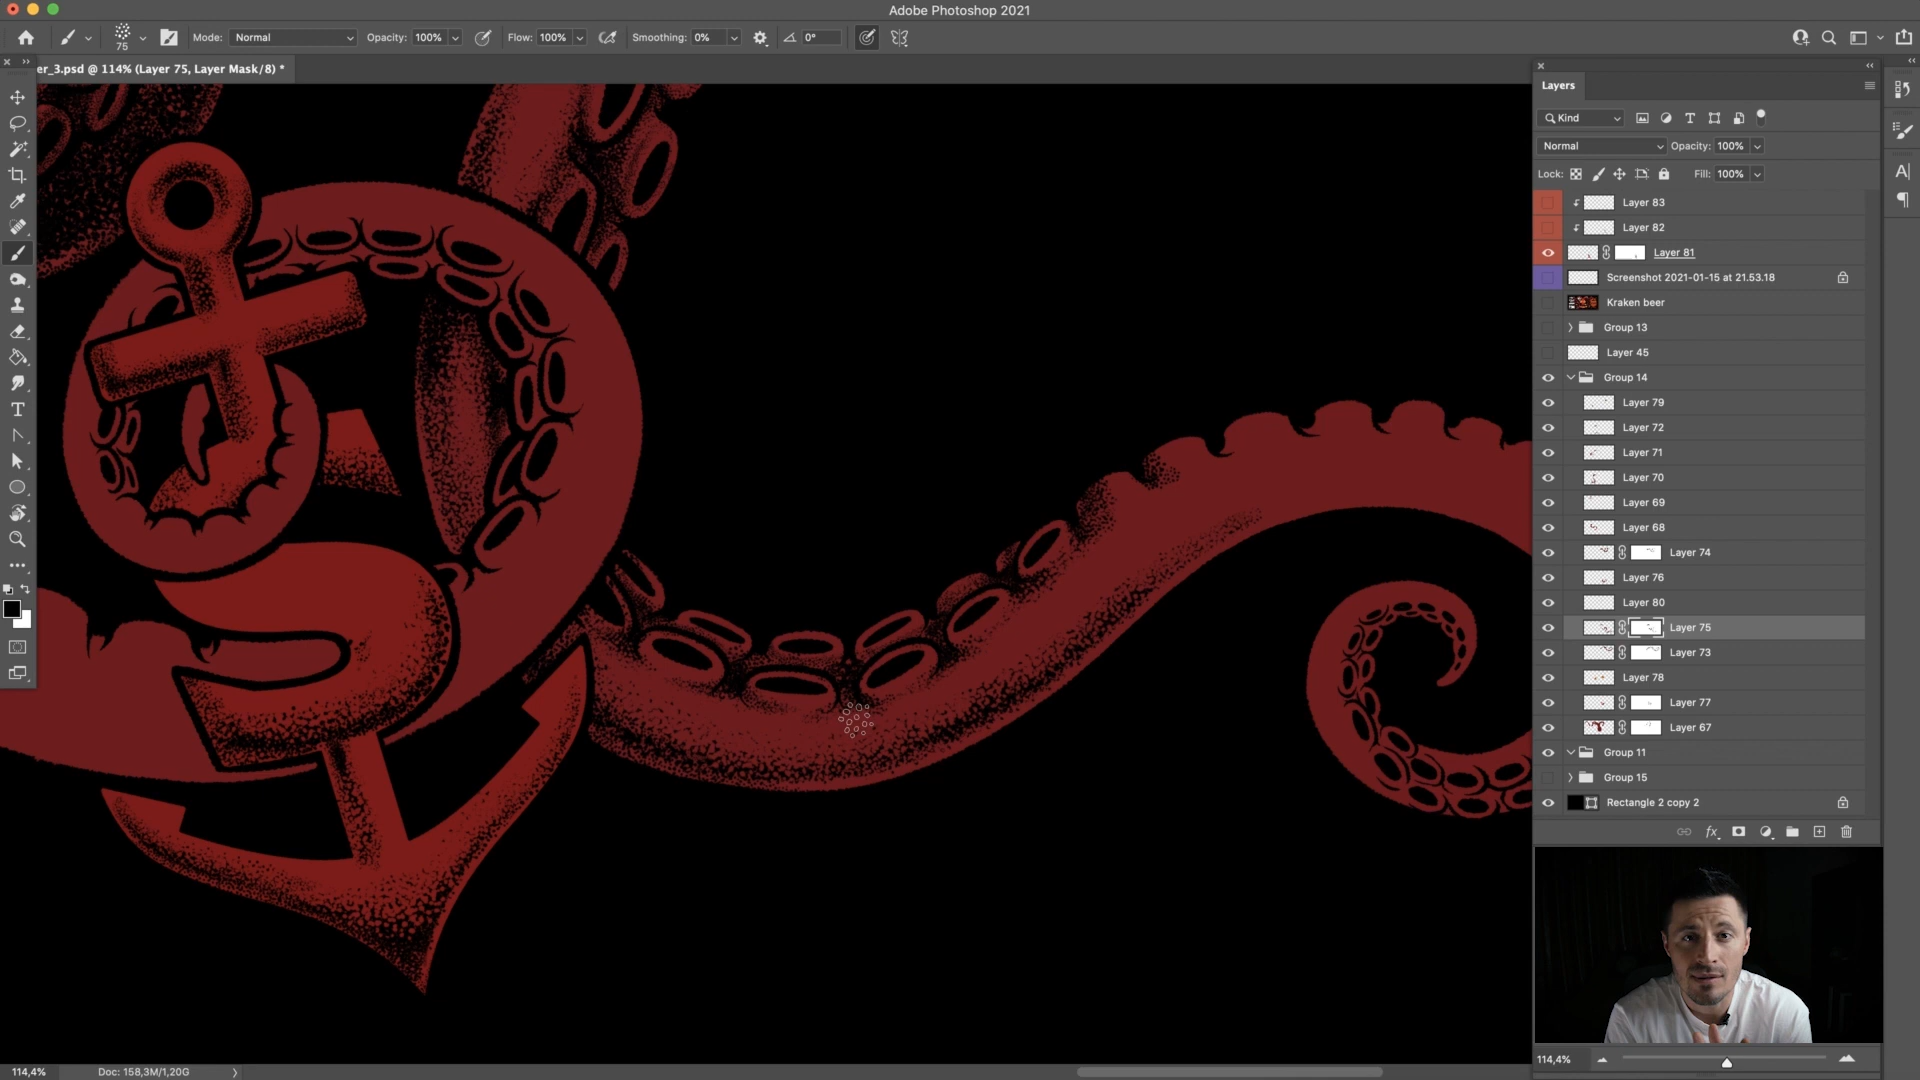 Adobe Photoshop 2021
75
Mode: Normal
Opacity: 100%
Flow: 100%
Smoothing: 0%
0°
er_3.psd @ 114% (Layer 75, Layer Mask/8) *
Layers
Kind
Normal
Opacity: 100%
Lock:
Fill: 100%
Layer 83
Layer 82
Layer 81
Screenshot 2021-01-15 at 21.53.18
Kraken beer
Group 13
Layer 45
Group 14
Layer 79
Layer 72
Layer 71
Layer 70
Layer 69
Layer 68
Layer 74
Layer 76
Layer 80
Layer 75
Layer 73
Layer 78
Layer 77
Layer 67
Group 11
Group 15
Rectangle 2 copy 2
fx
114,4%
114,4%
Doc: 158,3M/1,20G